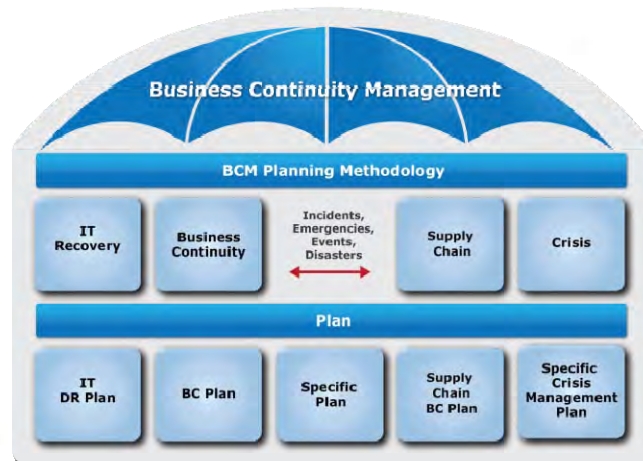 Business Continuity Management
BCM Planning Methodology
IT
Recovery
Business
Continuity
Incidents,
Emergencies,
Events,
Disasters
Supply
Chain
Crisis
Plan
IT
DR Plan
BC Plan
Specific
Plan
Supply
Chain
BC Plan
Specific
Crisis
Management
Plan